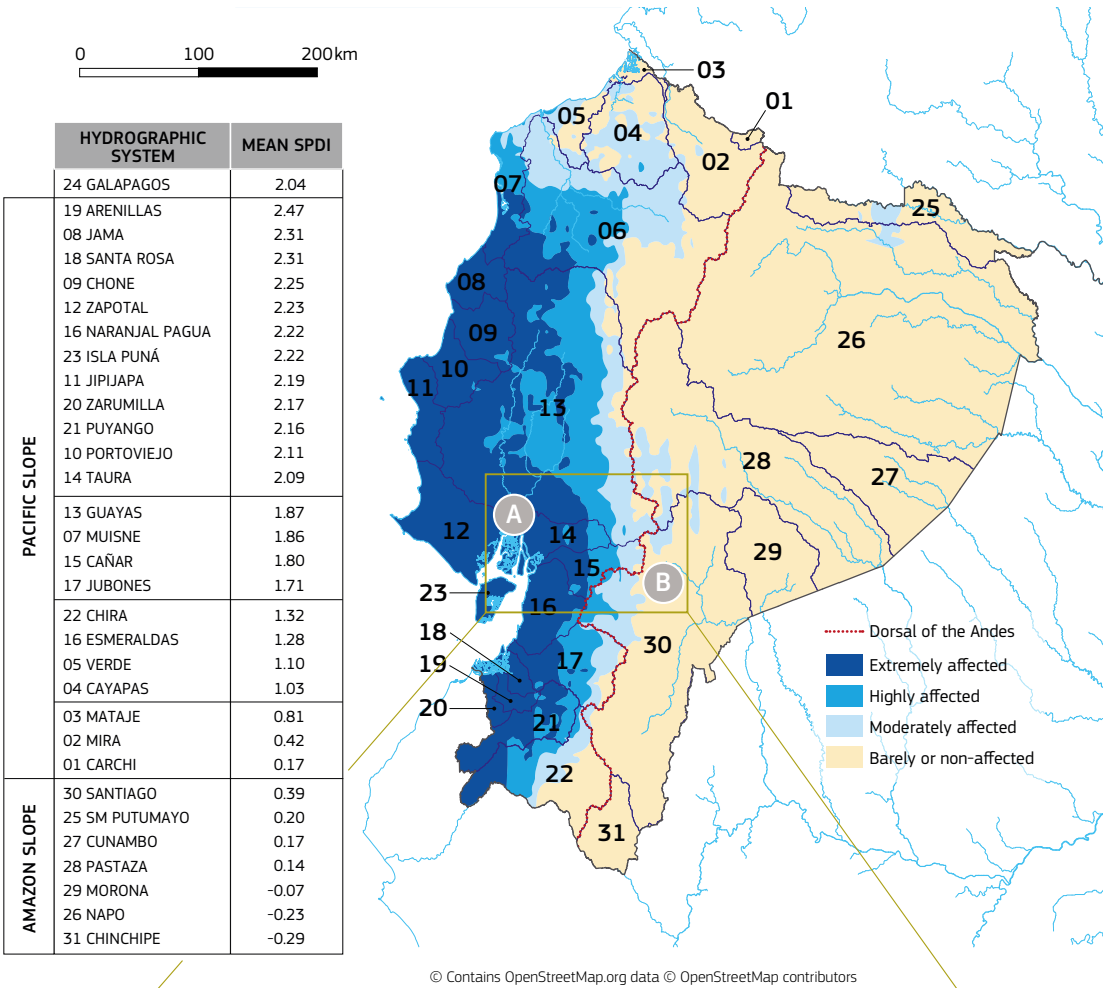 0 100 200km
HYDROGRAPHIC
SYSTEM
MEAN SPDI
24 GALAPAGOS 2.04
PACIFIC SLOPE
19 ARENILLAS 2.47
08 JAMA 2.31
18 SANTA ROSA 2.31
09 CHONE 2.25
12 ZAPOTAL 2.23
16 NARANJAL PAGUA 2.22
23 ISLA PUNÁ 2.22
11 JIPIJAPA 2.19
20 ZARUMILLA 2.17
21 PUYANGO 2.16
10 PORTOVIEJO 2.11
14 TAURA 2.09
13 GUAYAS 1.87
07 MUISNE 1.86
15 CAÑAR 1.80
17 JUBONES 1.71
22 CHIRA 1.32
16 ESMERALDAS 1.28
05 VERDE 1.10
04 CAYAPAS 1.03
03 MATAJE 0.81
02 MIRA 0.42
01 CARCHI 0.17
AMAZON SLOPE
30 SANTIAGO 0.39
25 SM PUTUMAYO 0.20
27 CUNAMBO 0.17
28 PASTAZA 0.14
29 MORONA -0.07
26 NAPO -0.23
31 CHINCHIPE -0.29
03
01
05
04
02
07
25
06
08
09
26
10
11
13
28
27
A
12
14
29
15
B
23
16
18
30
17
19
20
21
22
31
Dorsal of the Andes
Extremely affected
Highly affected
Moderately affected
Barely or non-affected
© Contains OpenStreetMap.org data © OpenStreetMap contributors